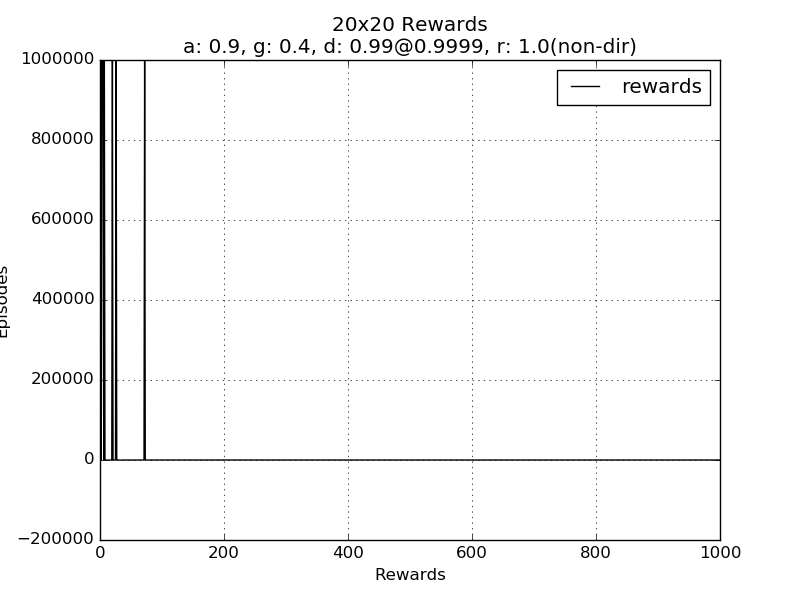 20x20 Rewards
a: 0.9, g: 0.4, d: 0.99@0.9999, r: 1.0(non-dir)
rewards
1000000
800000
600000
400000
200000
0
−200000
Episodes
0 200 400 600 800 1000
Rewards